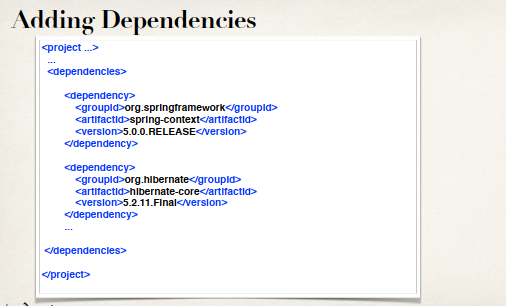 Adding Dependencies
<project ...>
...
<dependencies>
<dependency>
<groupId>org.springframework</groupId>
<artifactId>spring-context</artifactId>
<version>5.0.0.RELEASE</version>
</dependency>
<dependency>
<groupId>org.hibernate</groupId>
<artifactId>hibernate-core</artifactId>
<version>5.2.11.Final</version>
</dependency>
...
</dependencies>
</project>